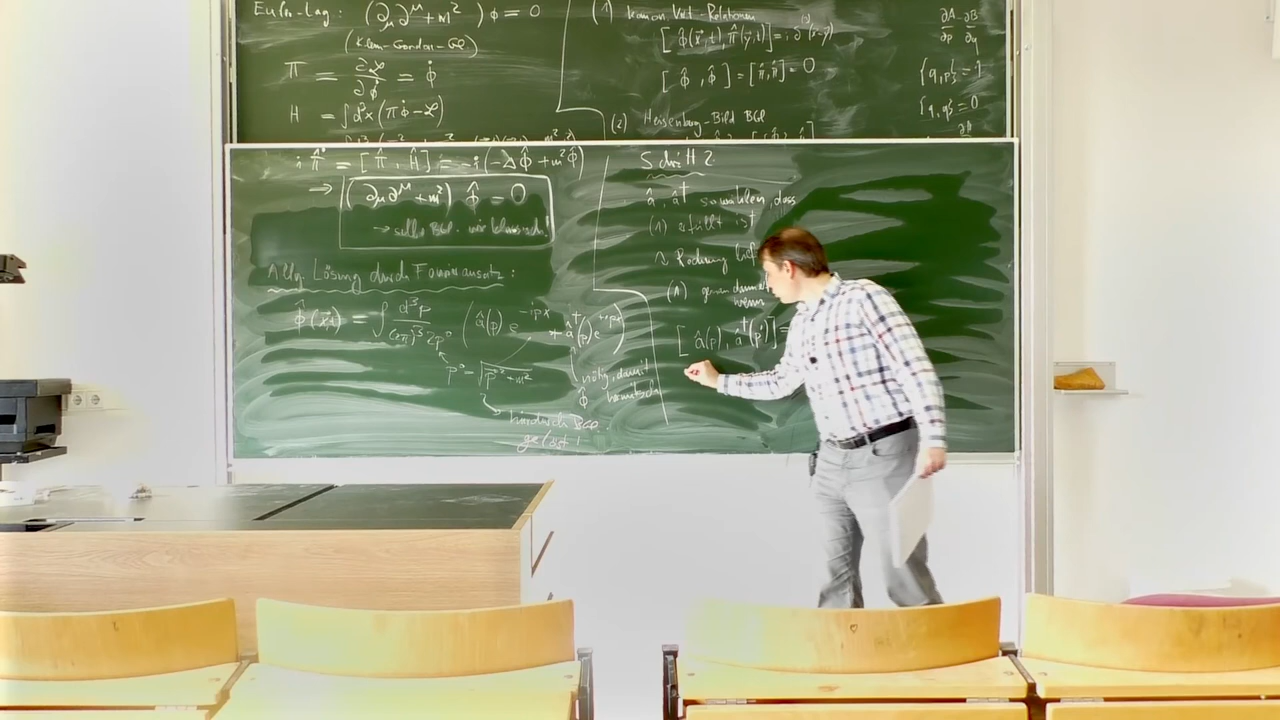 Euler-Lag: (∂_μ∂^μ + m²) ϕ = 0
(Klein-Gordon-Gl)
π = ∂ℒ/∂ϕ̇ = ϕ̇
H = ∫d³x (πϕ̇ - ℒ)
(1) kanon. Vert-Relationen
[ϕ̂(x⃗,t), π̂(y⃗,t)] = i δ⁽³⁾(x-y)
[ϕ̂, ϕ̂] = [π̂, π̂] = 0
(2) Heisenberg-Bild BGl
∂A/∂p ∂B/∂q
{q,p} = 1
{q,q} = 0
i π̂̇ = [π̂, Ĥ] = -i(-Δϕ̂ + m²ϕ̂)
⇒ (∂_μ∂^μ + m²) ϕ̂ = 0
→ selbe BGl. wie klassisch!
Allg. Lösung durch Fourieransatz:
ϕ̂(x⃗,t) = ∫ d³p/((2π)³ 2p⁰) (â(p) e^{-ipx} + â†(p) e^{+ipx})
p⁰ = √(p⃗² + m²)
nötig, damit
ϕ̂ hermitesch
hierdurch BGl.
gelöst!
Schritt 2
â, â† so wählen, dass
(1) erfüllt ist
Rechnung
(1) genau dann
wenn
[â(p), â†(p')] =